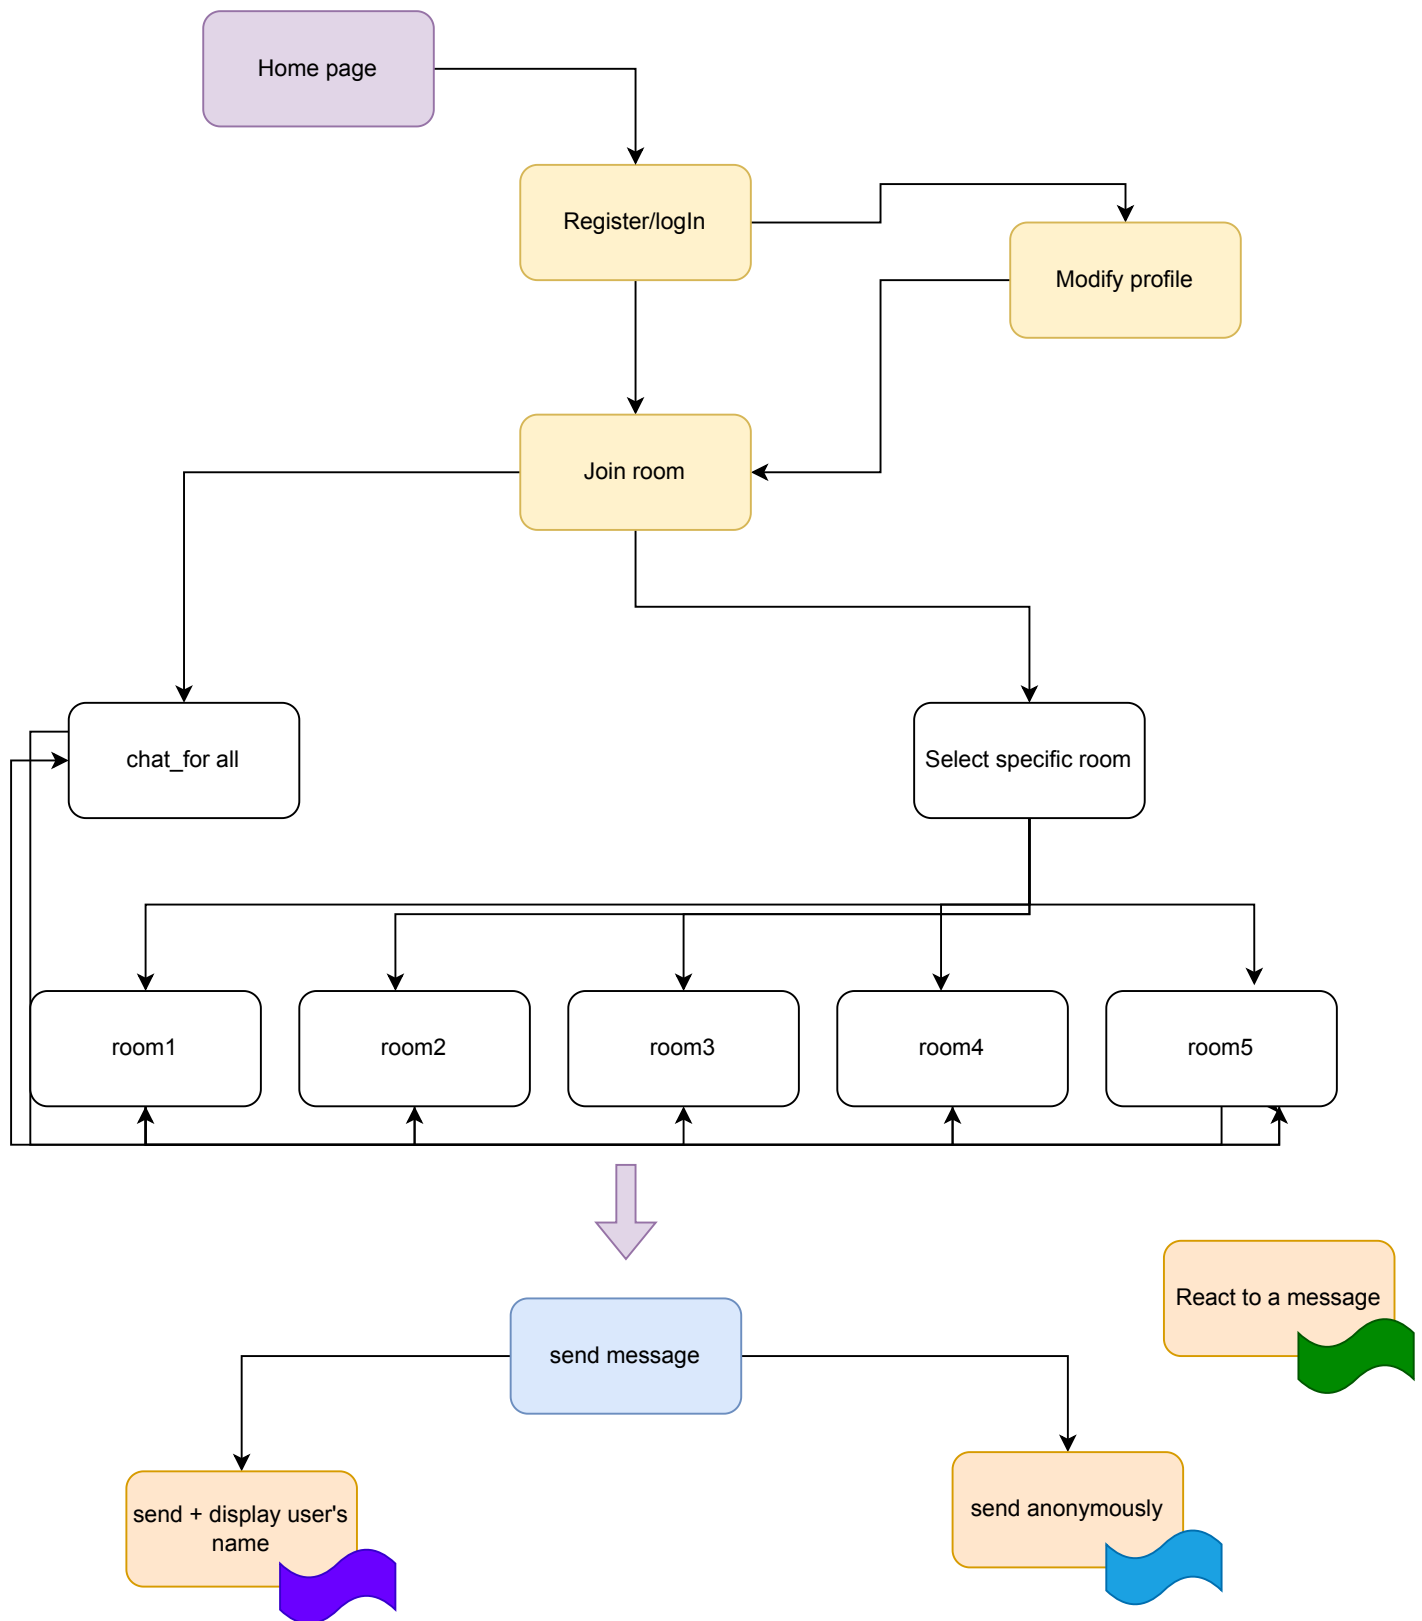 Home page
Register/logIn
Modify profile
Join room
chat_for all
Select specific room
room1
room2
room3
room4
room5
React to a message
send message
send + display user's
name
send anonymously